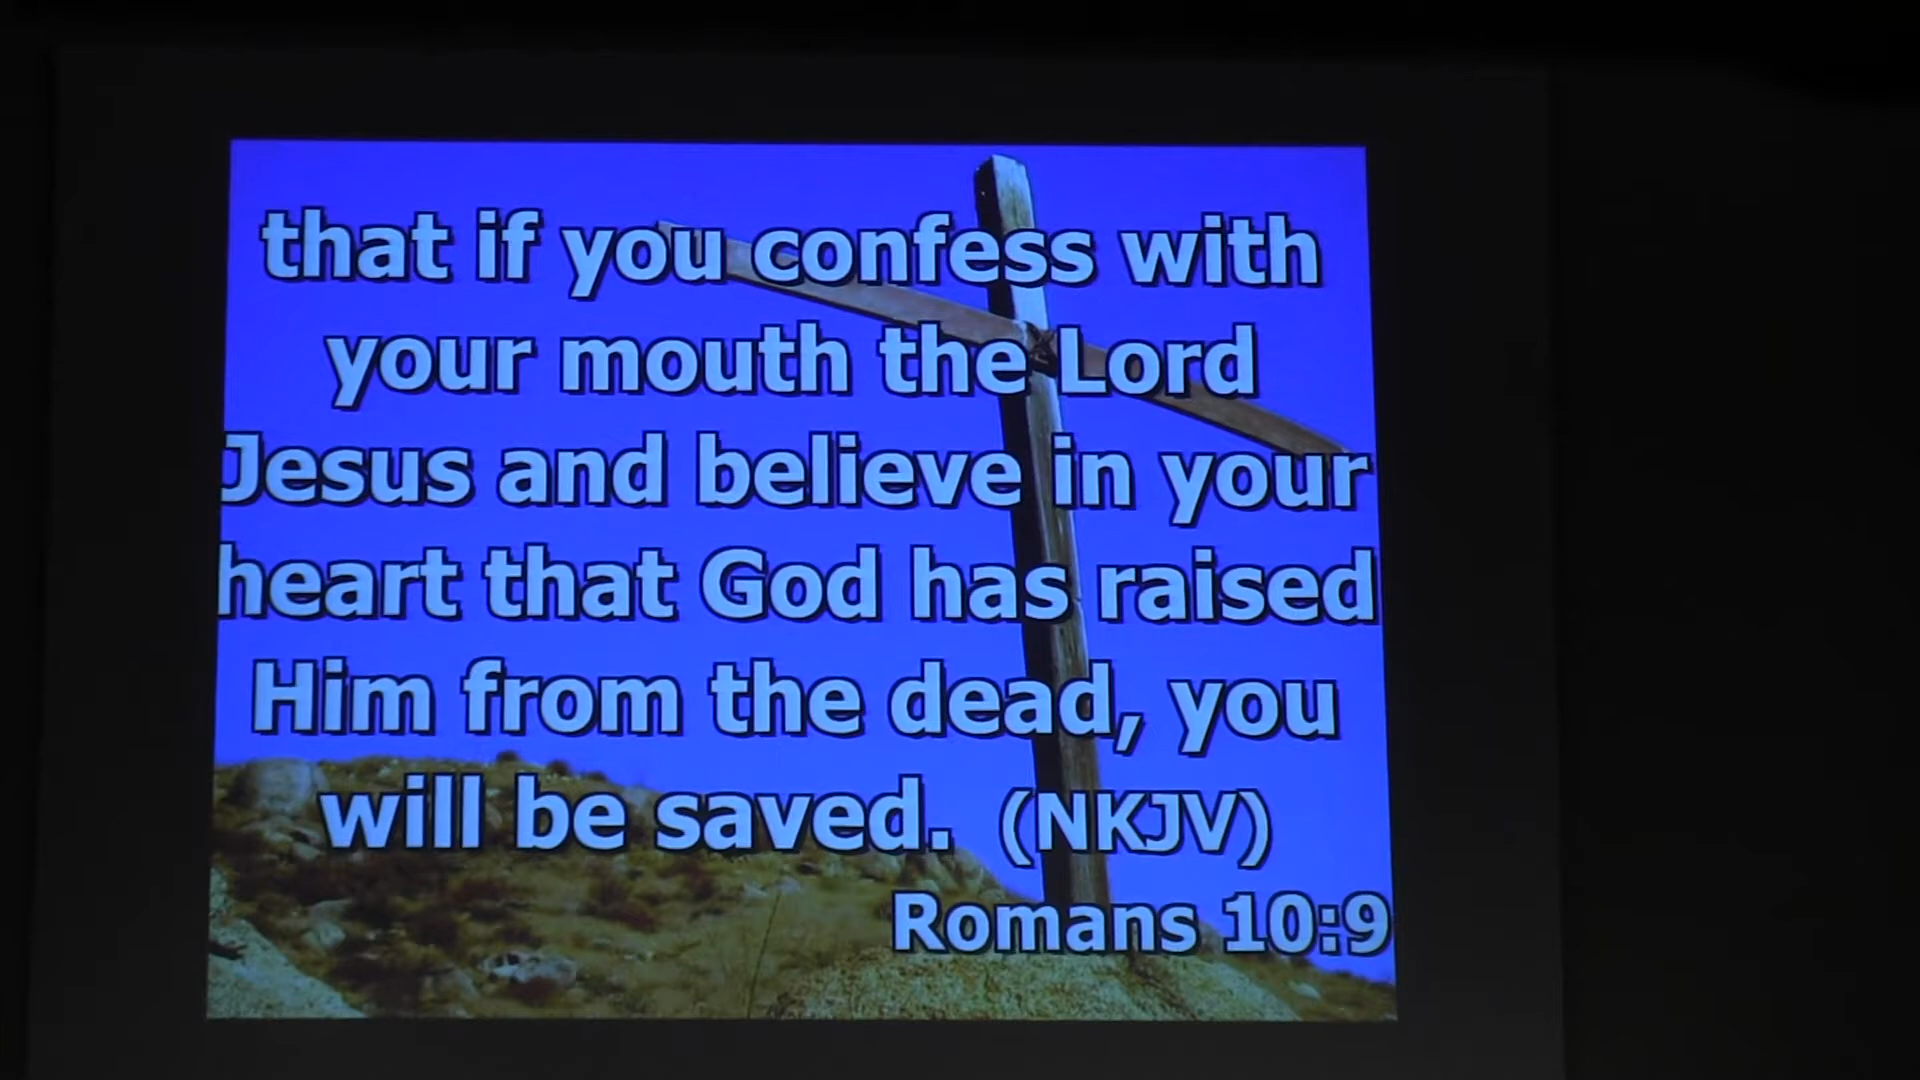 that if you confess with
your mouth the Lord
Jesus and believe in your
heart that God has raised
Him from the dead, you
will be saved. (NKJV)
Romans 10:9